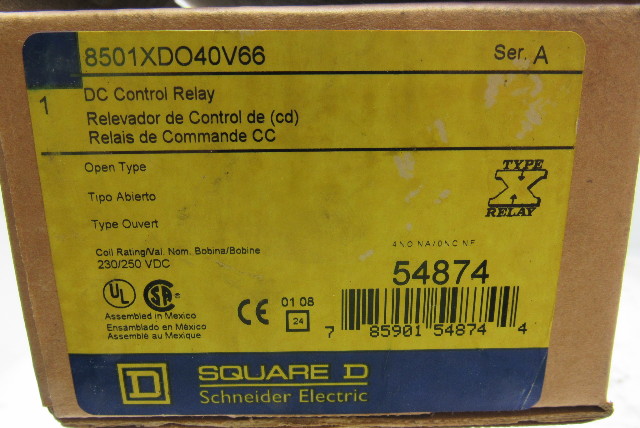 8501XDO40V66 Ser. A
1
DC Control Relay
Relevador de Control de (cd)
Relais de Commande CC
Open Type
Tipo Abierto
Type Ouvert
TYPE
X
RELAY
Coil Rating/Val. Nom. Bobina/Bobine
230/250 VDC
4 NO NA/0NC NF
54874
UL
SA
CE
01 08
24
7 85901 54874 4
Assembled in Mexico
Ensamblado en México
Assemblé au Mexique
D
SQUARE D
Schneider Electric